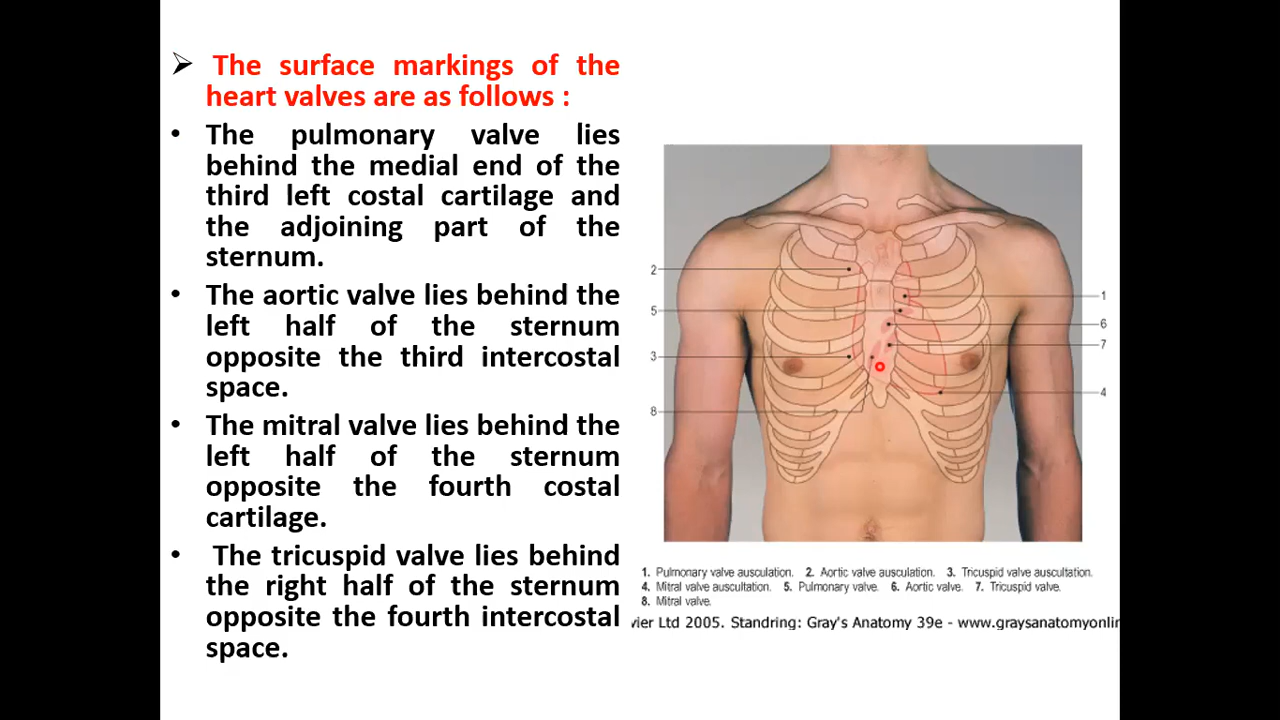 ➢ The surface markings of the
heart valves are as follows :
• The pulmonary valve lies
behind the medial end of the
third left costal cartilage and
the adjoining part of the
sternum.
• The aortic valve lies behind the
left half of the sternum
opposite the third intercostal
space.
• The mitral valve lies behind the
left half of the sternum
opposite the fourth costal
cartilage.
• The tricuspid valve lies behind
the right half of the sternum
opposite the fourth intercostal
space.
2
5
3
8
1
6
7
4
1. Pulmonary valve ausculation. 2. Aortic valve ausculation. 3. Tricuspid valve auscultation.
4. Mitral valve auscultation. 5. Pulmonary valve. 6. Aortic valve. 7. Tricuspid valve.
8. Mitral valve.
vier Ltd 2005. Standring: Gray's Anatomy 39e - www.graysanatomyonlin